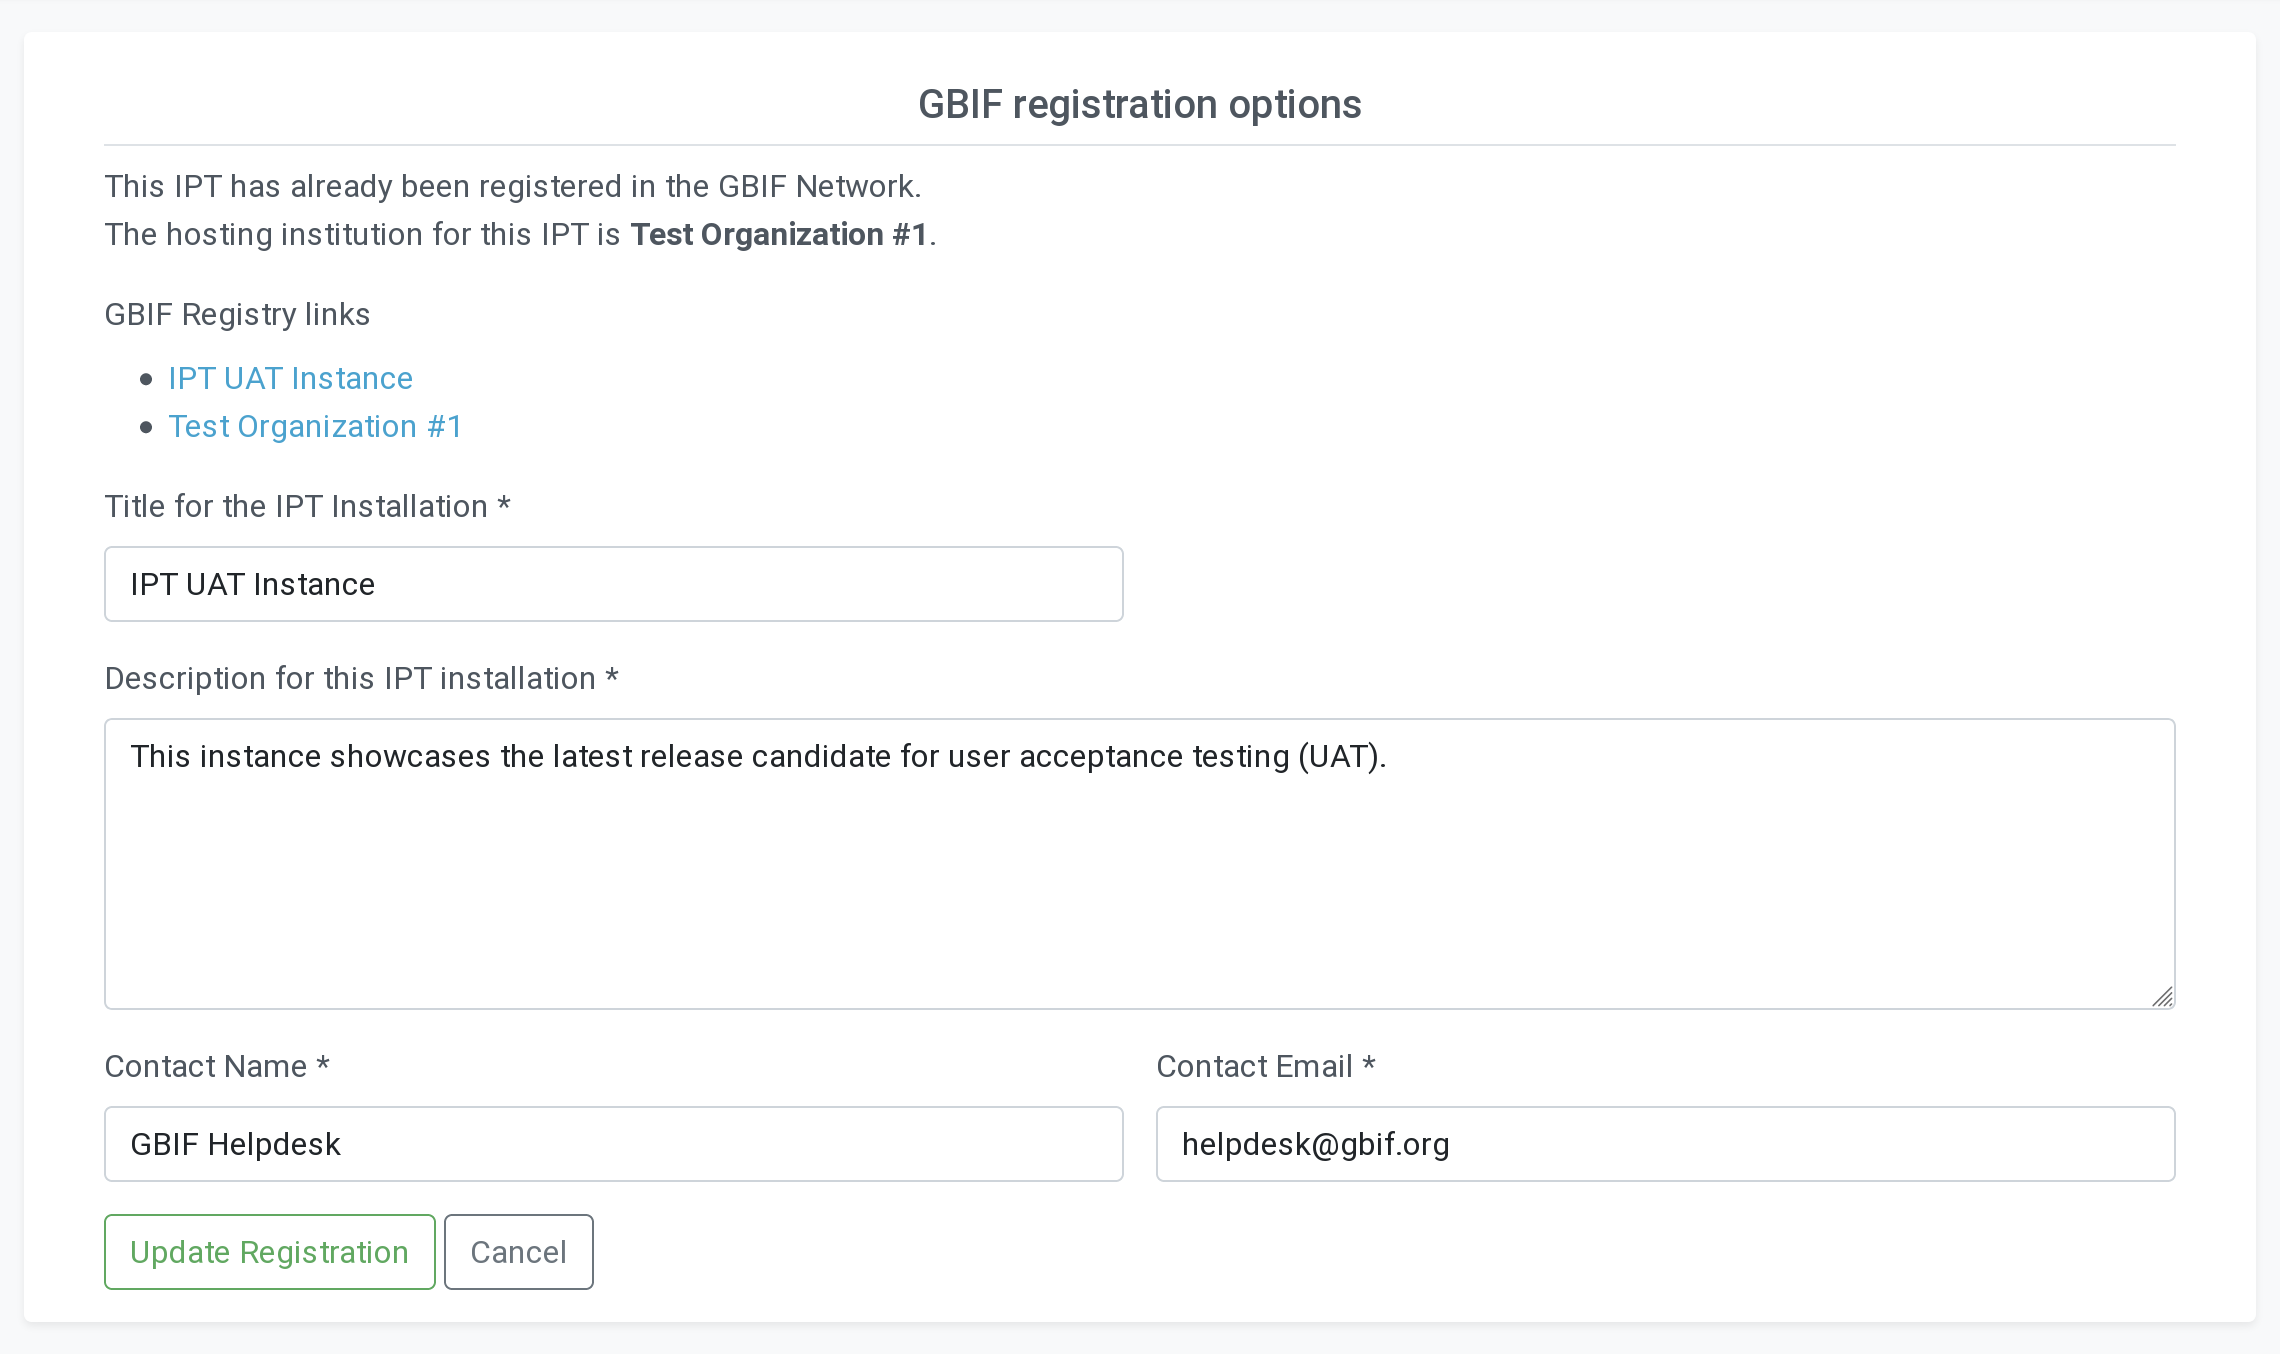 GBIF registration options
This IPT has already been registered in the GBIF Network.
The hosting institution for this IPT is Test Organization #1.
GBIF Registry links
IPT UAT Instance
Test Organization #1
Title for the IPT Installation *
IPT UAT Instance
Description for this IPT installation *
This instance showcases the latest release candidate for user acceptance testing (UAT).
Contact Name *
Contact Email *
GBIF Helpdesk
helpdesk@gbif.org
Update Registration
Cancel